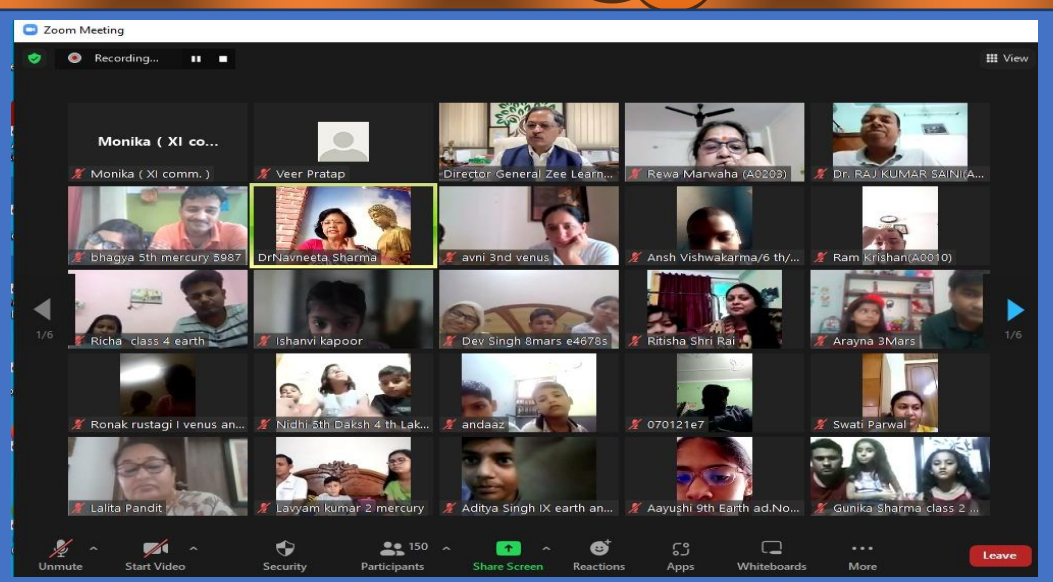 Zoom Meeting
Recording...
View
Monika ( XI co...
Monika ( XI comm. )
Veer Pratap
Director General Zee Learn...
Rewa Marwaha (A0203)
Dr. RAJ KUMAR SAINI(A...
bhagya 5th mercury 5987
DrNavneeta Sharma
avni 3nd venus
Ansh Vishwakarma/6 th/...
Ram Krishan(A0010)
1/6
1/6
Richa class 4 earth
Ishanvi kapoor
Dev Singh 8mars e4678s
Ritisha Shri Rai
Arayna 3Mars
Ronak rustagi I venus an...
Nidhi 5th Daksh 4 th Lak...
andaaz
070121e7
Swati Parwal
Lalita Pandit
Lavyam kumar 2 mercury
Aditya Singh IX earth an...
Aayushi 9th Earth ad.No...
Gunika Sharma class 2 ...
Unmute
Start Video
Security
150
Participants
Share Screen
Reactions
Apps
Whiteboards
More
Leave